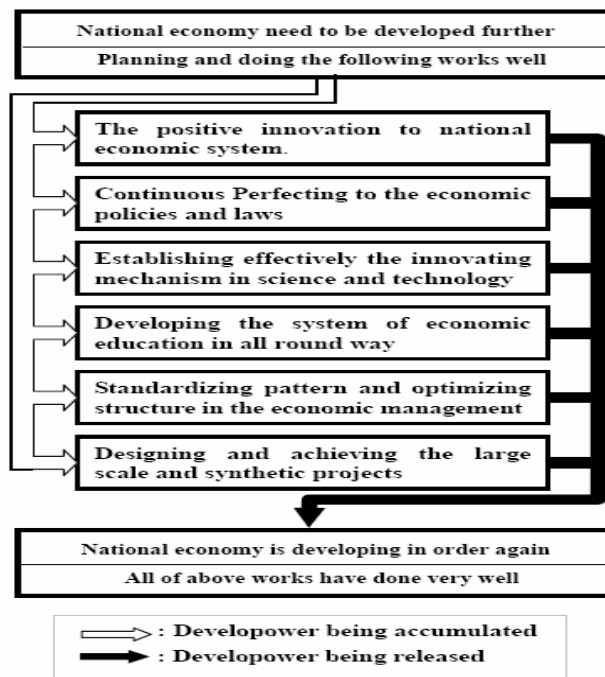 National economy need to be developed further
Planning and doing the following works well
The positive innovation to national
economic system.
Continuous Perfecting to the economic
policies and laws
Establishing effectively the innovating
mechanism in science and technology
Developing the system of economic
education in all round way
Standardizing pattern and optimizing
structure in the economic management
Designing and achieving the large
scale and synthetic projects
National economy is developing in order again
All of above works have done very well
: Developower being accumulated
: Developower being released